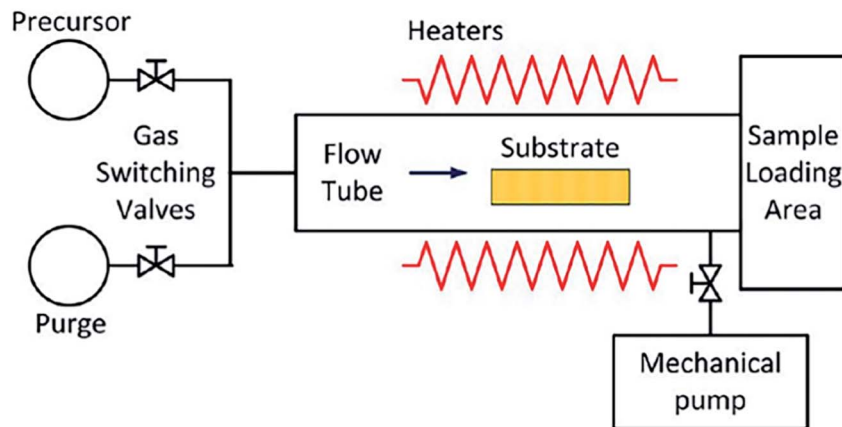 Precursor
Heaters
Gas
Switching
Valves
Flow
Tube
Substrate
Sample
Loading
Area
Purge
Mechanical
pump